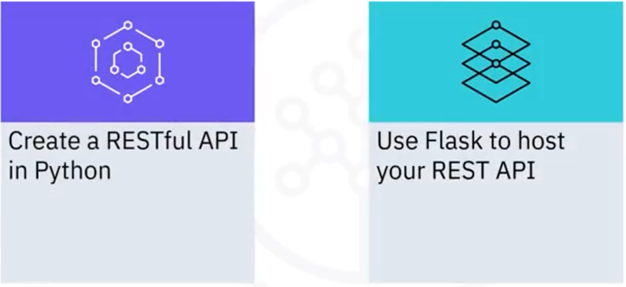 Create a RESTful API
in Python
Use Flask to host
your REST API